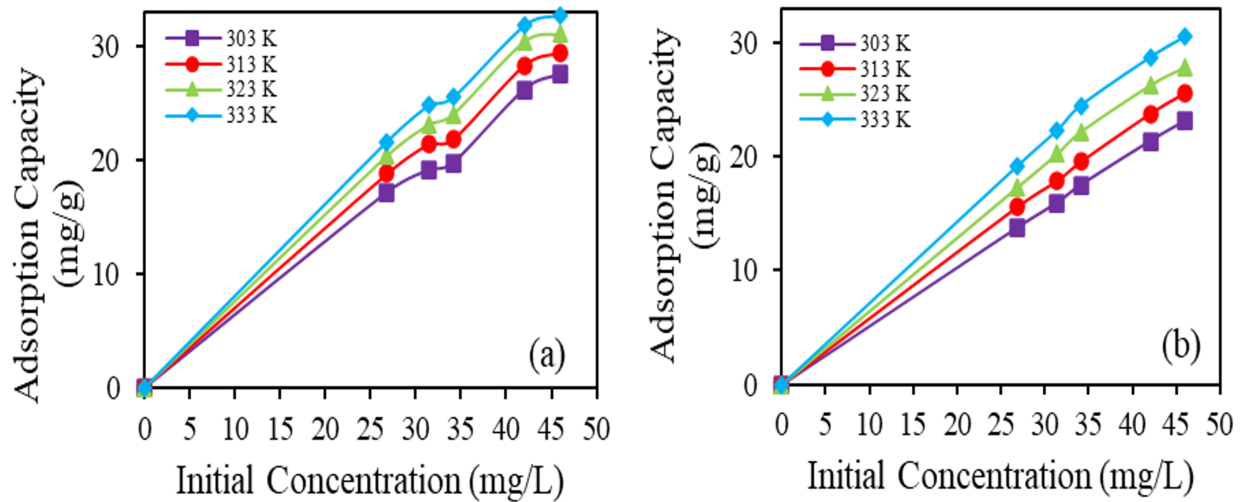 Adsorption Capacity
(mg/g)
30
20
10
0
303 K
313 K
323 K
333 K
(a)
0 5 10 15 20 25 30 35 40 45 50
Initial Concentration (mg/L)
Adsorption Capacity
(mg/g)
30
20
10
0
303 K
313 K
323 K
333 K
(b)
0 5 10 15 20 25 30 35 40 45 50
Initial Concentration (mg/L)